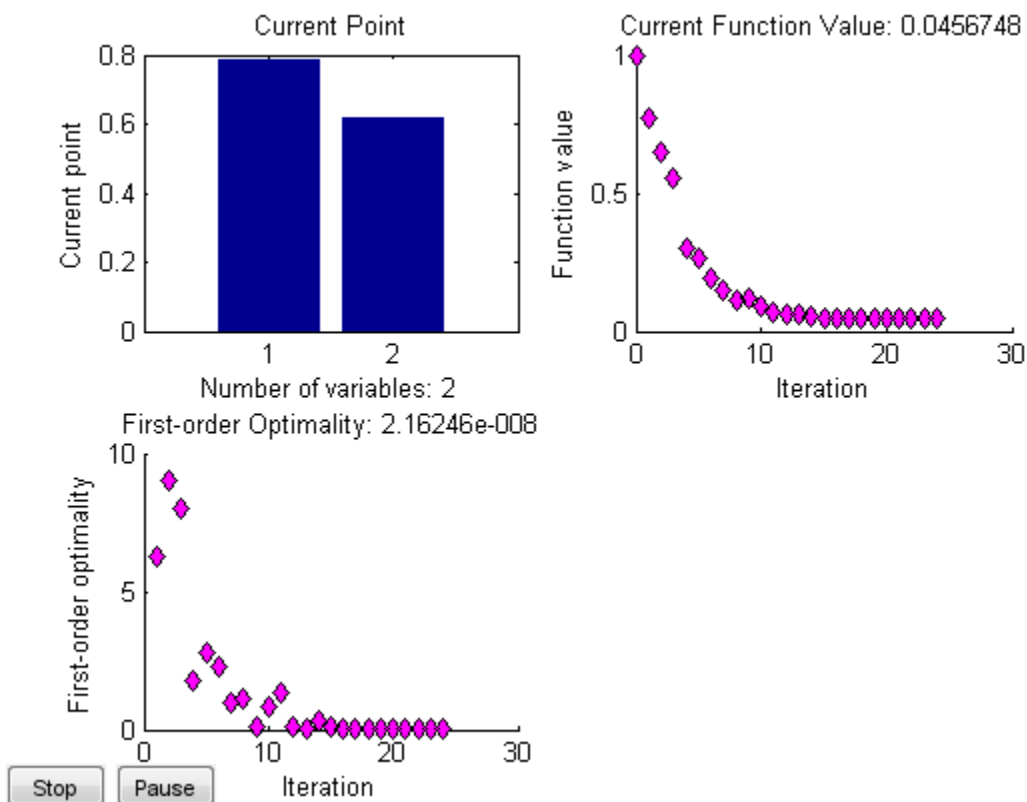 Current Point
0.8
0.6
0.4
0.2
0
Current point
1 2
Number of variables: 2
Current Function Value: 0.0456748
1
0.5
0
Function value
0 10 20 30
Iteration
First-order Optimality: 2.16246e-008
10
5
0
First-order optimality
0 10 20 30
Iteration
Stop Pause